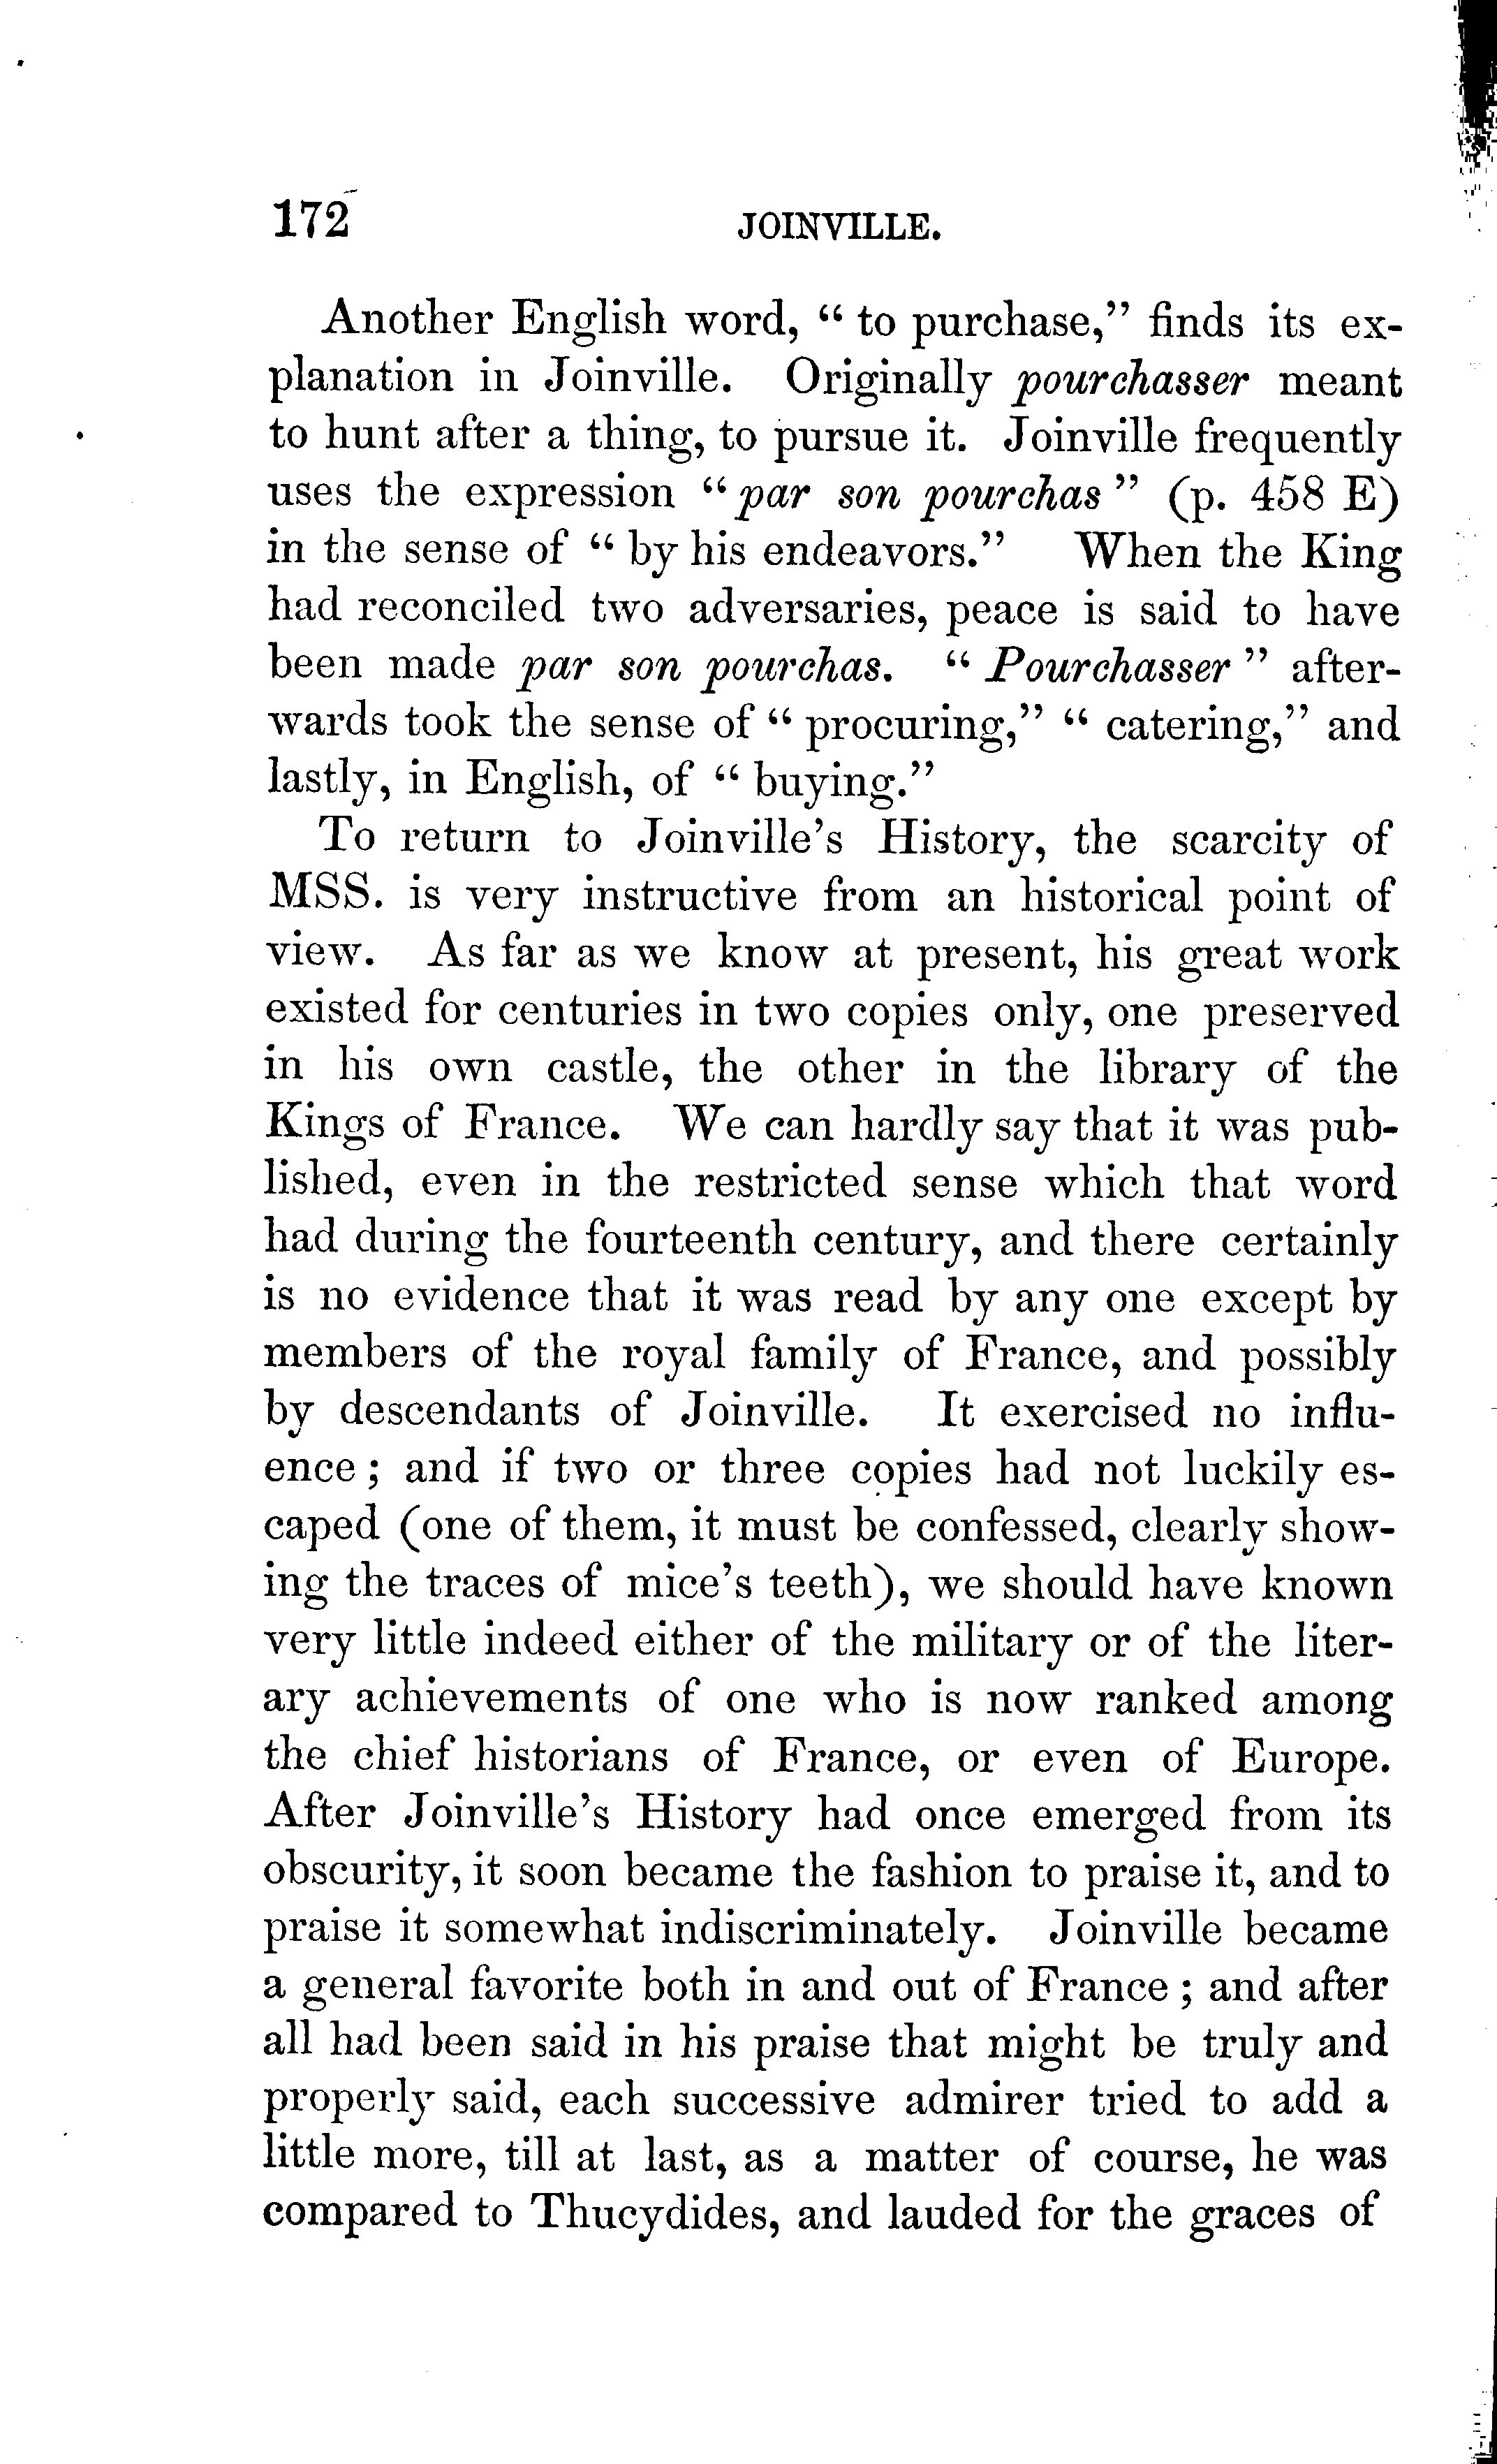 172 JOINVILLE.
Another English word, “ to purchase,” finds its ex-
planation in Joinville. Originally pourchasser meant
to hunt after a thing, to pursue it. Joinville frequently
uses the expression “ par son pourchas ” (p. 458 E)
in the sense of “ by his endeavors.” When the King
had reconciled two adversaries, peace is said to have
been made par son pourchas. “ Pourchasser ” after-
wards took the sense of “ procuring,” “ catering,” and
lastly, in English, of “ buying.”
To return to Joinville’s History, the scarcity of
MSS. is very instructive from an historical point of
view. As far as we know at present, his great work
existed for centuries in two copies only, one preserved
in his own castle, the other in the library of the
Kings of France. We can hardly say that it was pub-
lished, even in the restricted sense which that word
had during the fourteenth century, and there certainly
is no evidence that it was read by any one except by
members of the royal family of France, and possibly
by descendants of Joinville. It exercised no influ-
ence ; and if two or three copies had not luckily es-
caped (one of them, it must be confessed, clearly show-
ing the traces of mice’s teeth), we should have known
very little indeed either of the military or of the liter-
ary achievements of one who is now ranked among
the chief historians of France, or even of Europe.
After Joinville’s History had once emerged from its
obscurity, it soon became the fashion to praise it, and to
praise it somewhat indiscriminately. Joinville became
a general favorite both in and out of France ; and after
all had been said in his praise that might be truly and
properly said, each successive admirer tried to add a
little more, till at last, as a matter of course, he was
compared to Thucydides, and lauded for the graces of